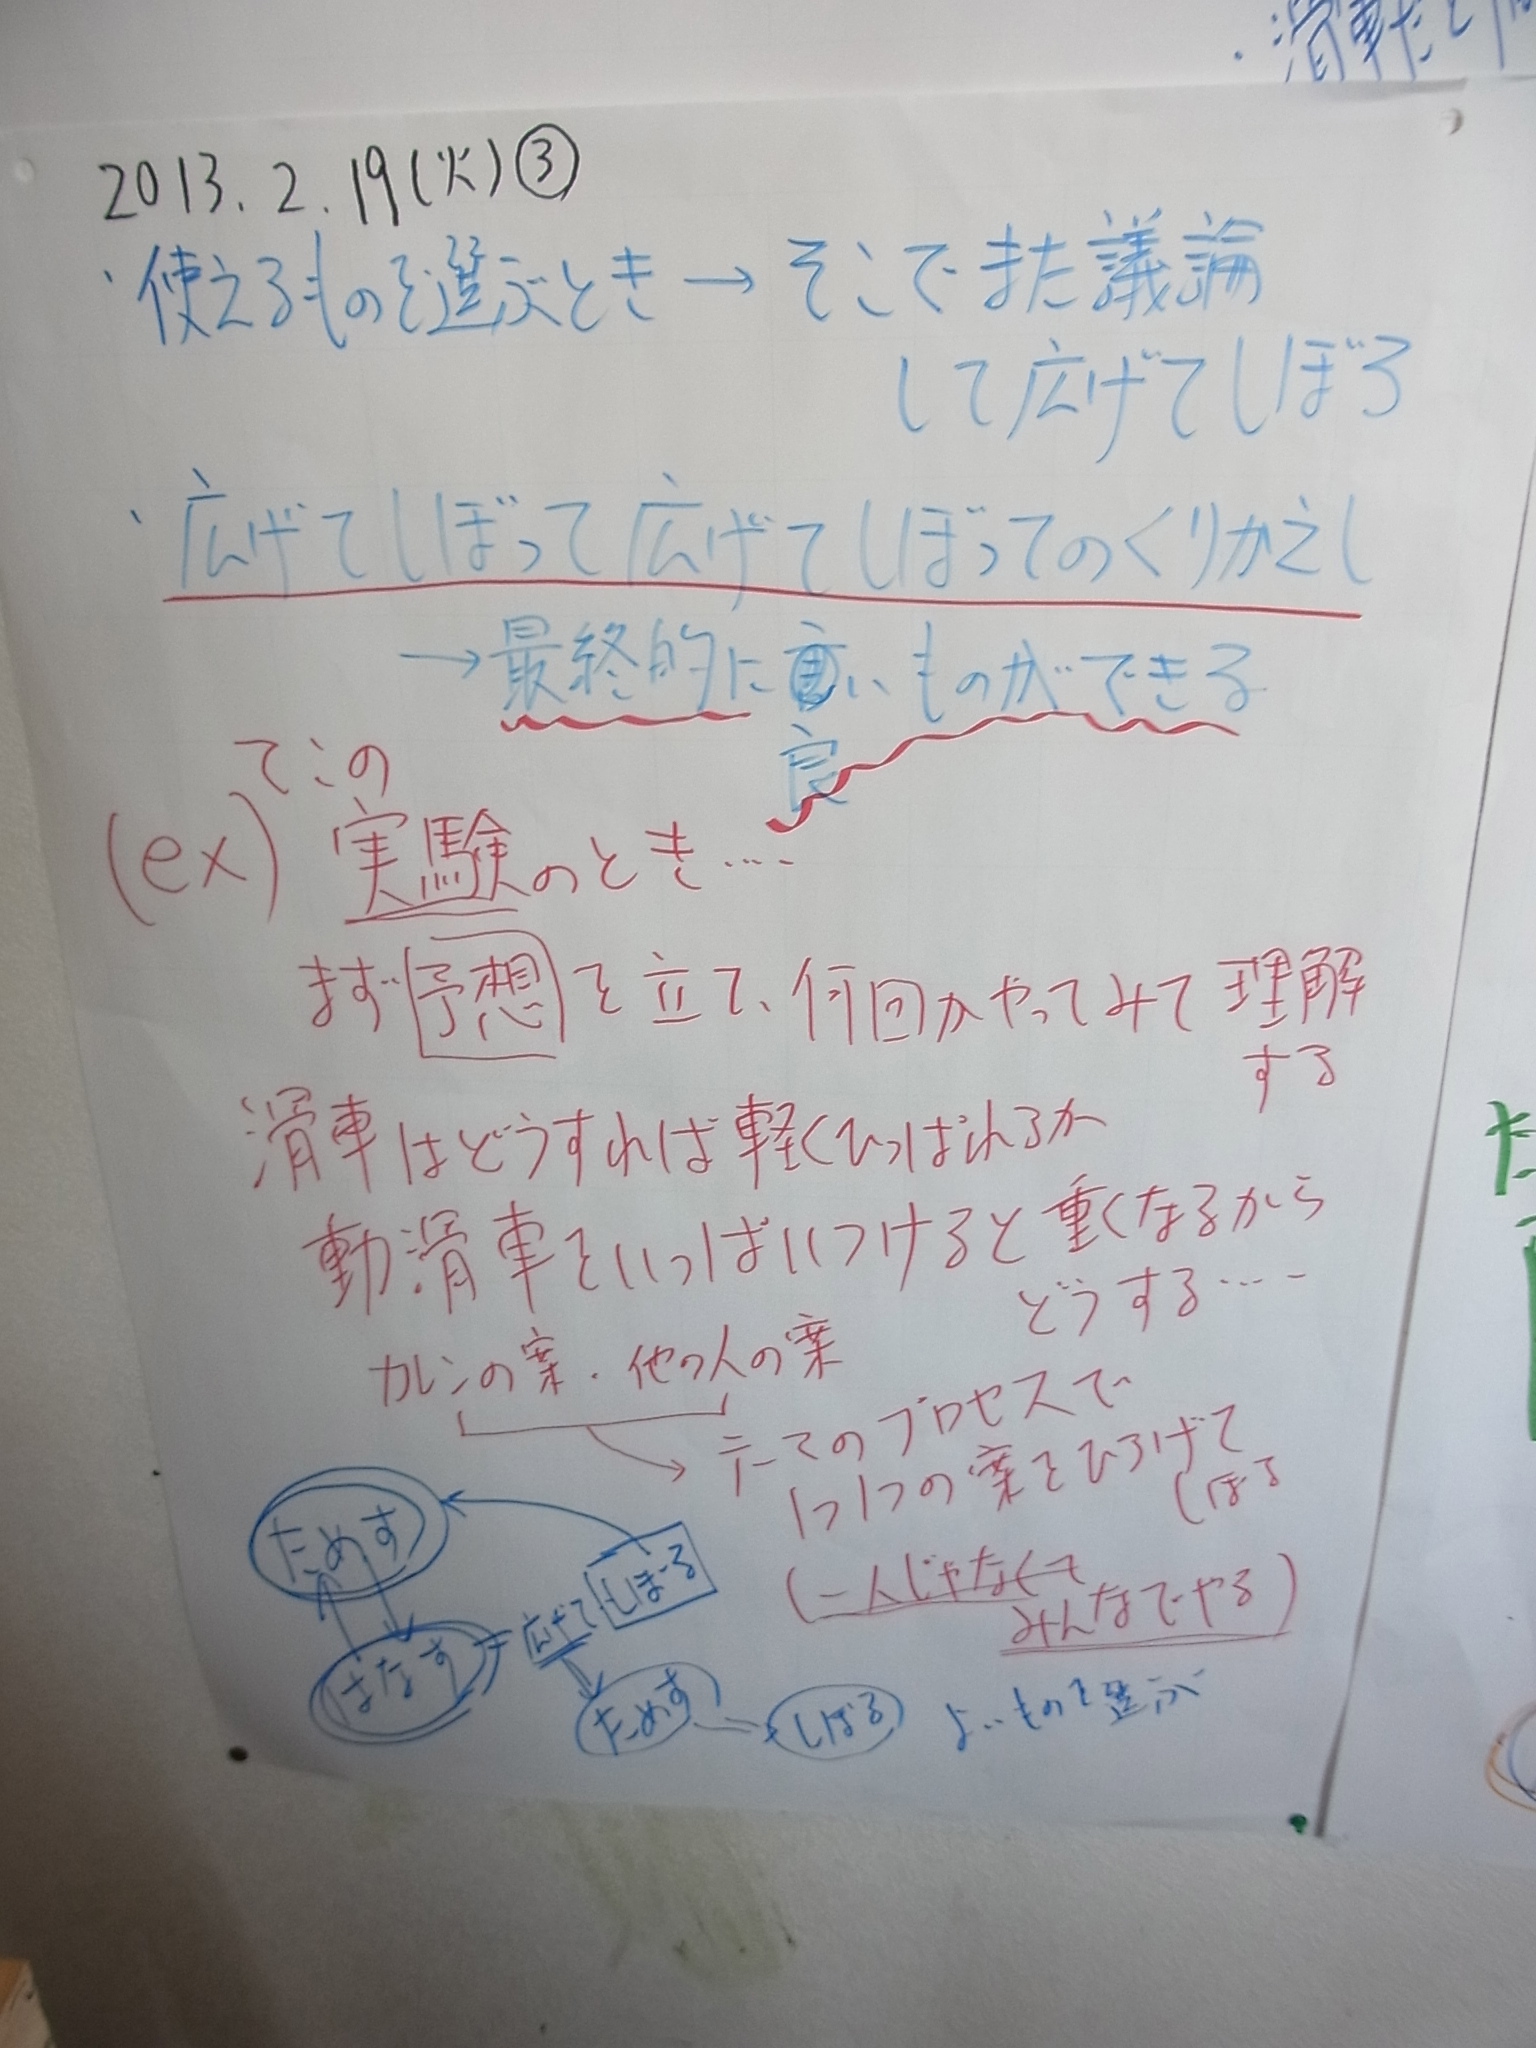 ・滑車だと
2013.2.19(火)③
・使えるものを選ぶとき→そこでまた議論
して広げてしぼる
・広げてしぼって広げてしぼってのくりかえし
→最終的に いものができる
良
てこの
(ex) 実験のとき…
まず予想を立て、何回かやってみて理解
する
滑車はどうすれば軽くひっぱれるか
動滑車をいっぱいつけると重くなるから
どうする……
カレンの案・他の人の案
→テーマのプロセスで
1つ1つの案をひろげて
しぼる
(一人じゃなくて
みんなでやる)
ためす
しぼる
はなす=広げて
ためす
しぼる
よいものを選ぶ